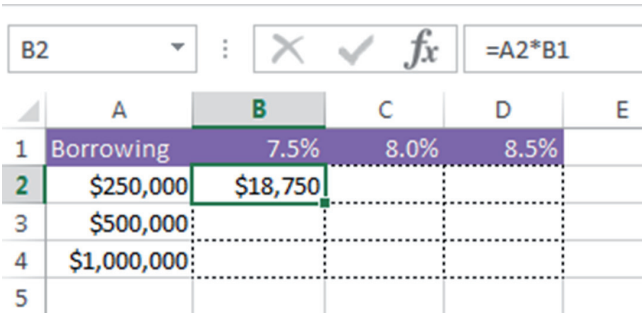 B2 fx =A2*B1
A B C D E
1 Borrowing 7.5% 8.0% 8.5%
2 $250,000 $18,750
3 $500,000
4 $1,000,000
5